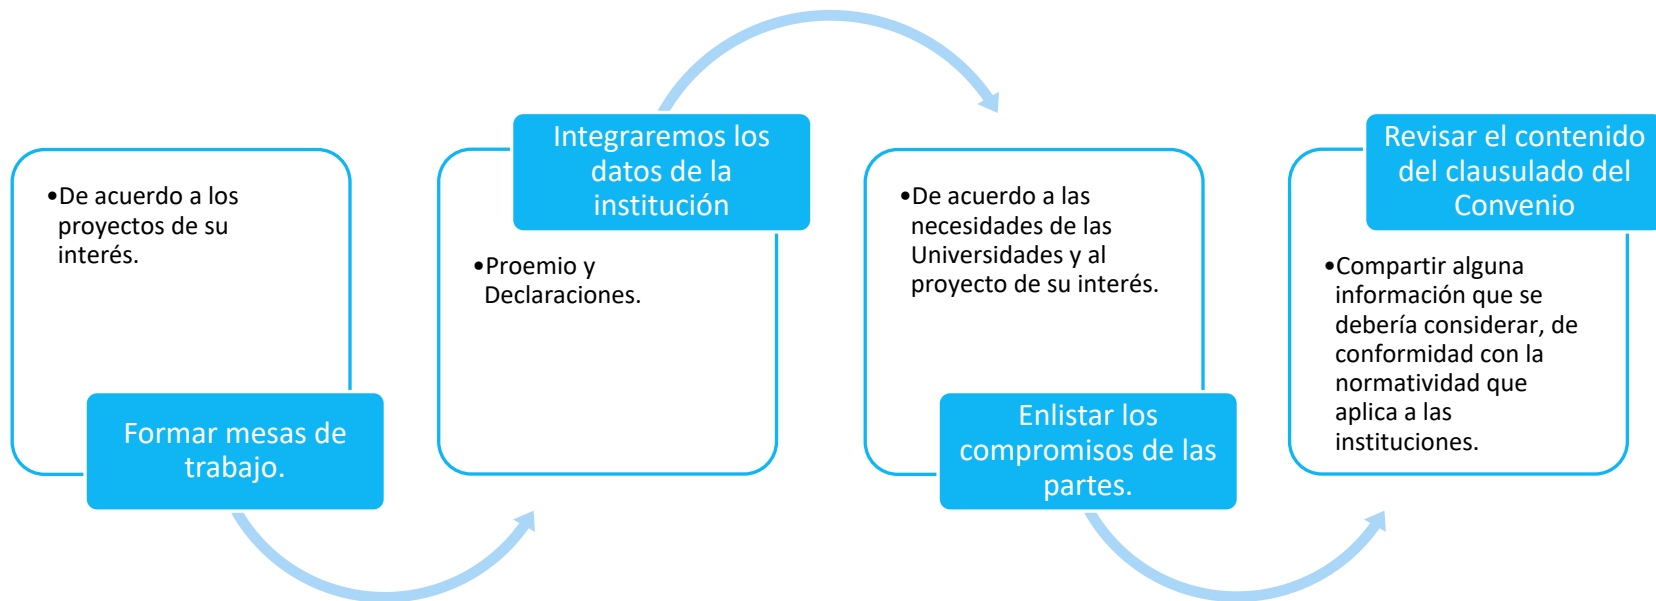 •De acuerdo a los
proyectos de su
interés.
Formar mesas de
trabajo.
Integraremos los
datos de la
institución
•Proemio y
Declaraciones.
•De acuerdo a las
necesidades de las
Universidades y al
proyecto de su interés.
Enlistar los
compromisos de las
partes.
Revisar el contenido
del clausulado del
Convenio
•Compartir alguna
información que se
debería considerar, de
conformidad con la
normatividad que
aplica a las
instituciones.